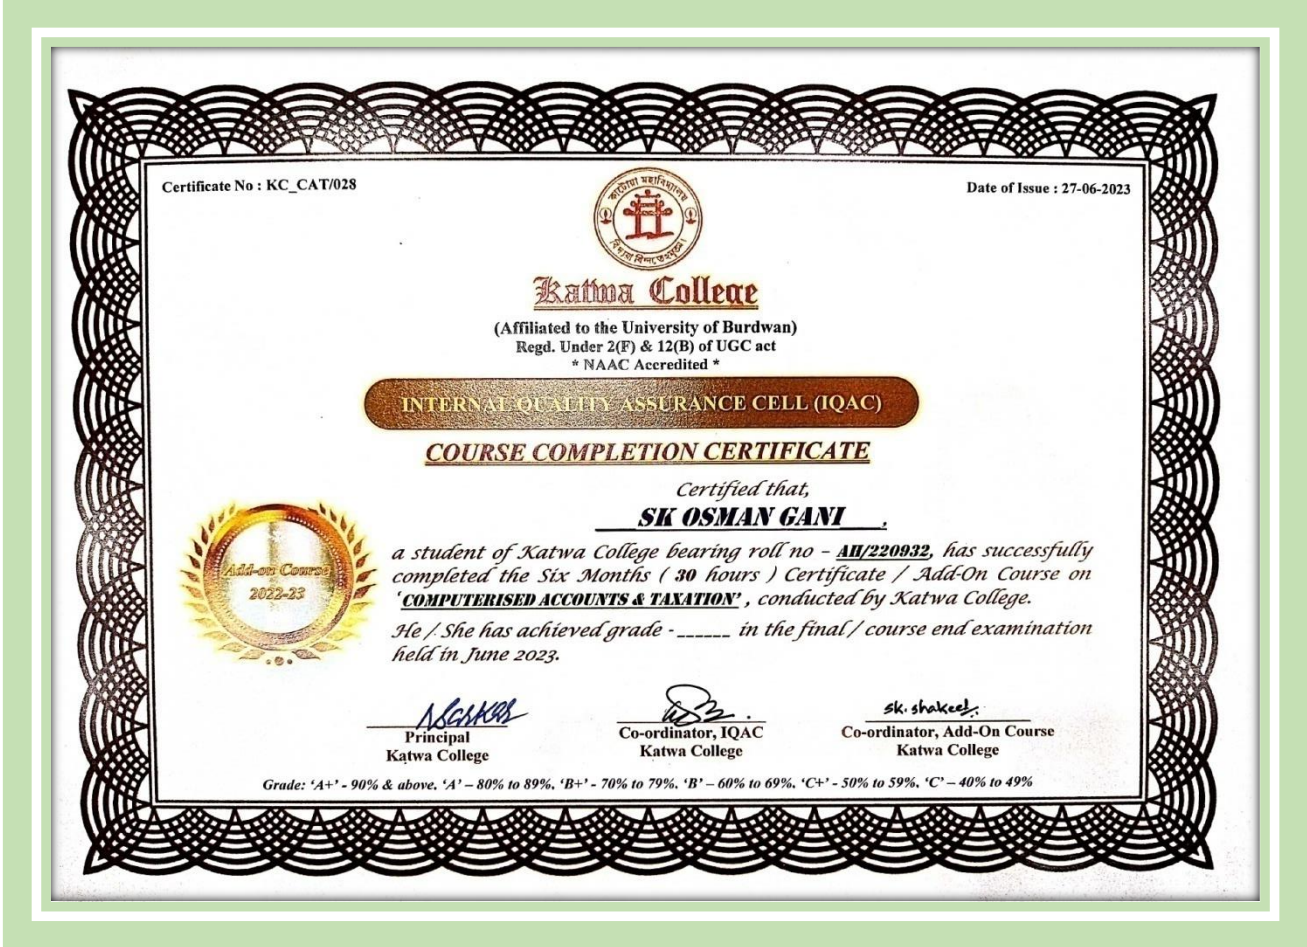 Certificate No : KC_CAT/028
Date of Issue : 27-06-2023
কাটোয়া মহাবিদ্যালয়
Katwa College
(Affiliated to the University of Burdwan)
Regd. Under 2(F) & 12(B) of UGC act
* NAAC Accredited *
INTERNAL QUALITY ASSURANCE CELL (IQAC)
COURSE COMPLETION CERTIFICATE
Certified that,
SK OSMAN GANI ,
a student of Katwa College bearing roll no – AH/220932, has successfully
completed the Six Months ( 30 hours ) Certificate / Add-On Course on
‘COMPUTERISED ACCOUNTS & TAXATION’ , conducted by Katwa College.
He / She has achieved grade - ______ in the final / course end examination
held in June 2023.
Add-on Course
2022-23
NSarkar
Principal
Katwa College
Co-ordinator, IQAC
Katwa College
sk. shakeel.
Co-ordinator, Add-On Course
Katwa College
Grade: ‘A+’ - 90% & above, ‘A’ – 80% to 89%, ‘B+’ - 70% to 79%, ‘B’ – 60% to 69%, ‘C+’ - 50% to 59%, ‘C’ – 40% to 49%